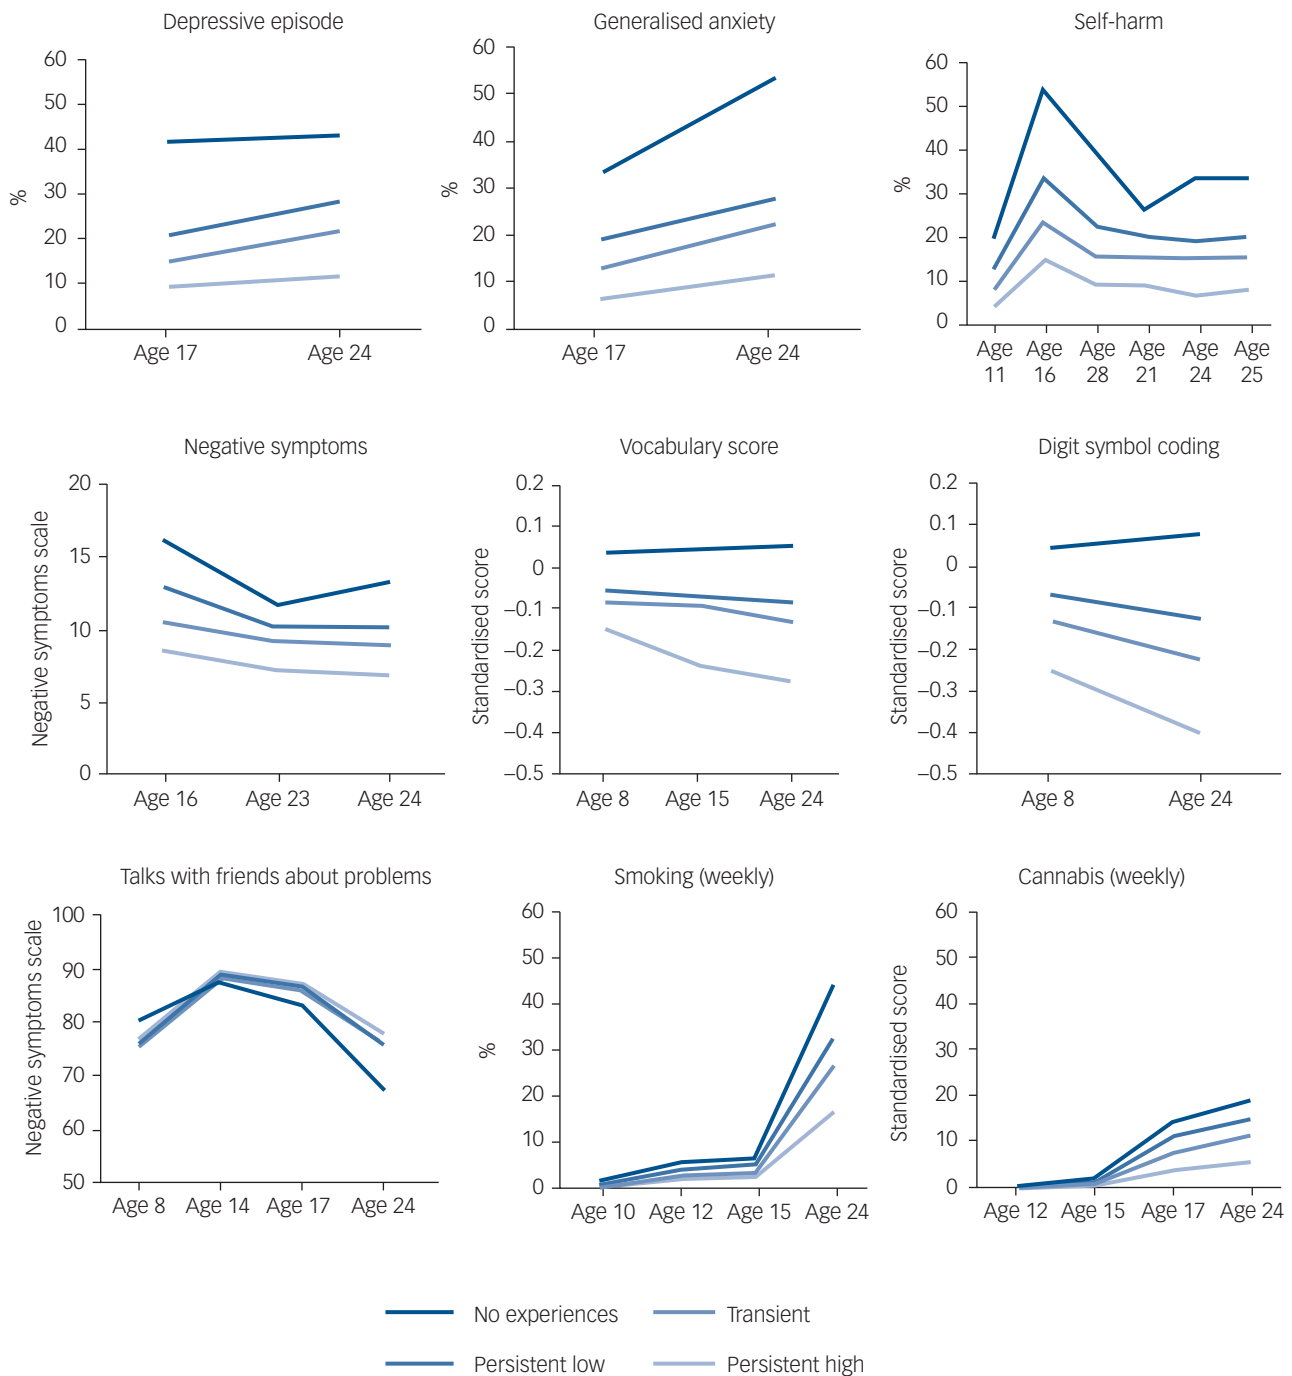 Depressive episode
%
60
50
40
30
20
10
0
Age 17 Age 24
Generalised anxiety
%
60
50
40
30
20
10
0
Age 17 Age 24
Self-harm
%
60
50
40
30
20
10
0
Age Age Age Age Age Age
11 16 28 21 24 25
Negative symptoms
Negative symptoms scale
20
15
10
5
0
Age 16 Age 23 Age 24
Vocabulary score
Standardised score
0.2
0.1
0
–0.1
–0.2
–0.3
–0.4
–0.5
Age 8 Age 15 Age 24
Digit symbol coding
Standardised score
0.2
0.1
0
–0.1
–0.2
–0.3
–0.4
–0.5
Age 8 Age 24
Talks with friends about problems
Negative symptoms scale
100
90
80
70
60
50
Age 8 Age 14 Age 17 Age 24
Smoking (weekly)
%
60
50
40
30
20
10
0
Age 10 Age 12 Age 15 Age 24
Cannabis (weekly)
Standardised score
60
50
40
30
20
10
0
Age 12 Age 15 Age 17 Age 24
No experiences Transient
Persistent low Persistent high